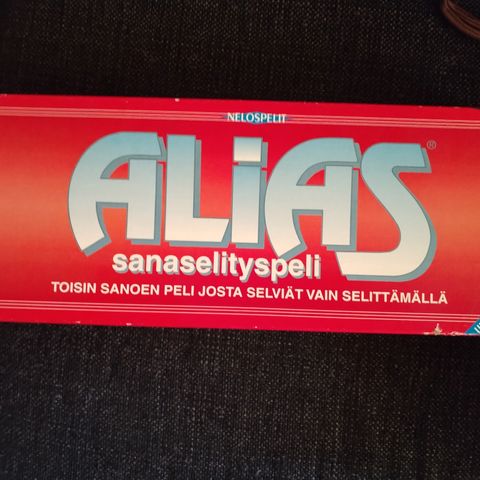 NELOSPELIT
ALiAS®
sanaselityspeli
TOISIN SANOEN PELI JOSTA SELVIÄT VAIN SELITTÄMÄLLÄ